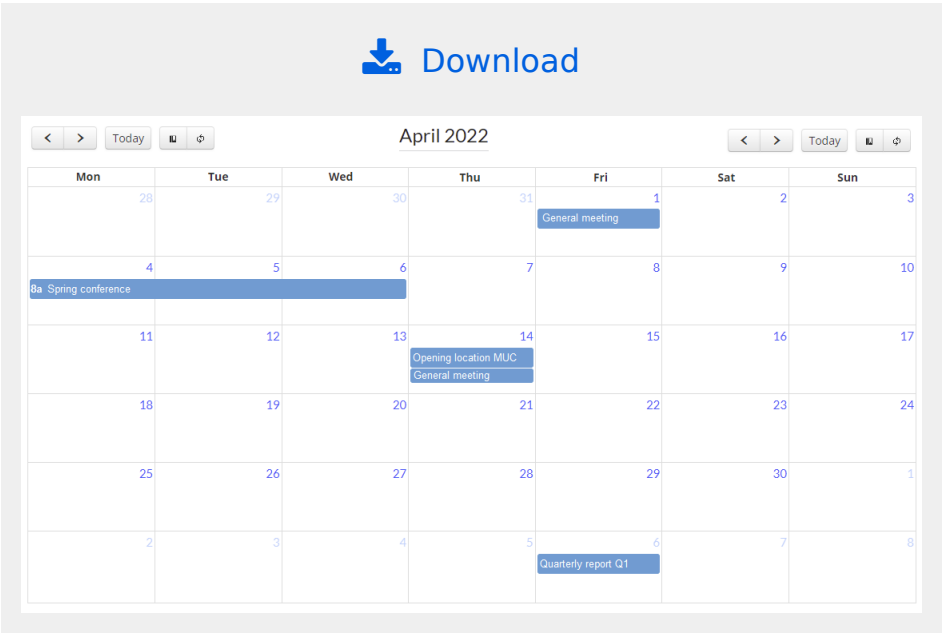 Download
Today
April 2022
Today
Mon Tue Wed Thu Fri Sat Sun
28 29 30 31 1 2 3
General meeting
4 5 6 7 8 9 10
8a Spring conference
11 12 13 14 15 16 17
Opening location MUC
General meeting
18 19 20 21 22 23 24
25 26 27 28 29 30 1
2 3 4 5 6 7 8
Quarterly report Q1